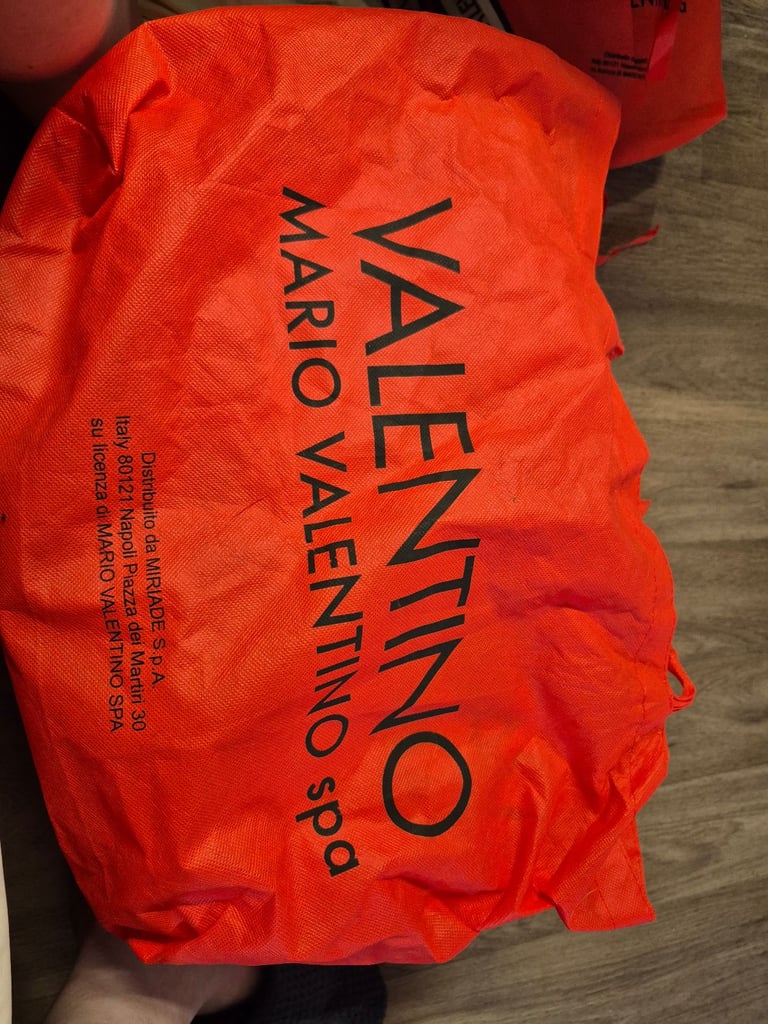 VALENTINO
MARIO VALENTINO spa
Distribuito da MIRIADE S.p.A.
Italy 80121 Napoli Piazza dei Martiri 30
su licenza di MARIO VALENTINO SPA